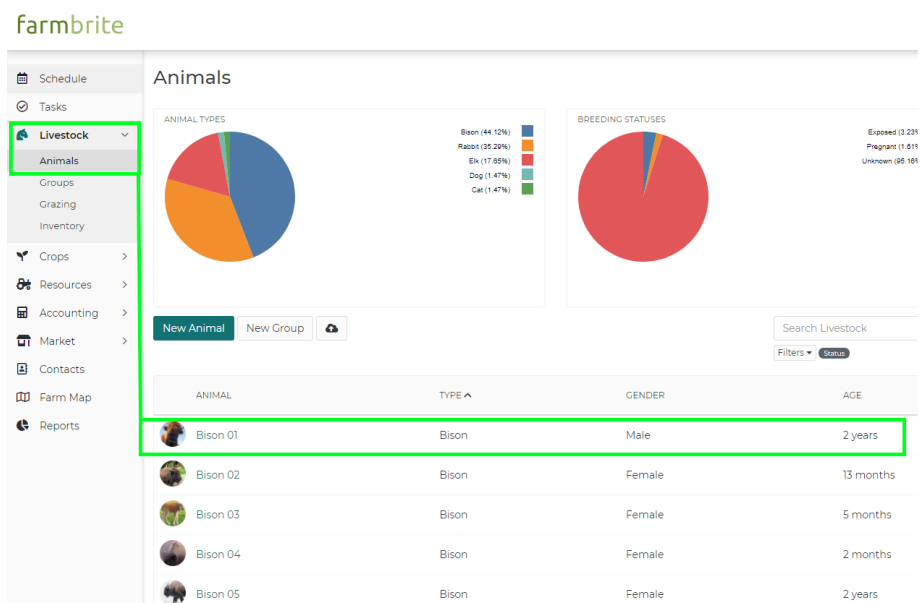 farmbrite
Schedule
Tasks
Livestock
Animals
Groups
Grazing
Inventory
Crops
Resources
Accounting
Market
Contacts
Farm Map
Reports
Animals
ANIMAL TYPES
Bison (44.12%)
Rabbit (35.29%)
Elk (17.65%)
Dog (1.47%)
Cat (1.47%)
BREEDING STATUSES
Exposed (3.23%
Pregnant (1.61%
Unknown (95.16%
New Animal New Group
Search Livestock
Filters Status
ANIMAL TYPE GENDER AGE
Bison 01 Bison Male 2 years
Bison 02 Bison Female 13 months
Bison 03 Bison Female 5 months
Bison 04 Bison Female 2 months
Bison 05 Bison Female 2 years